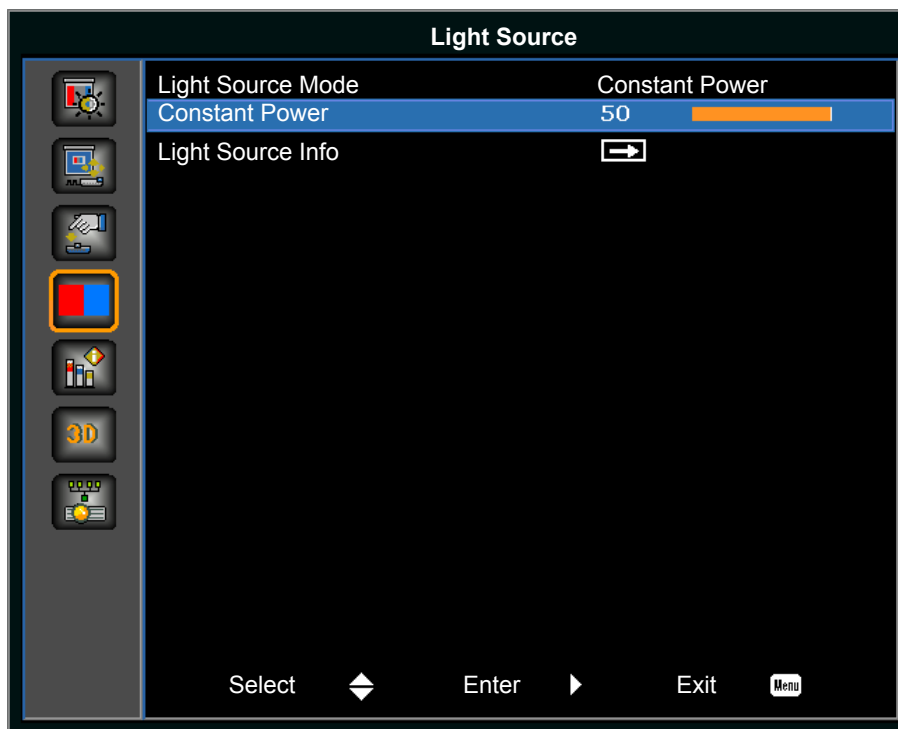 Light Source
Light Source Mode Constant Power
Constant Power 50
Light Source Info
3D
Select Enter Exit Menu